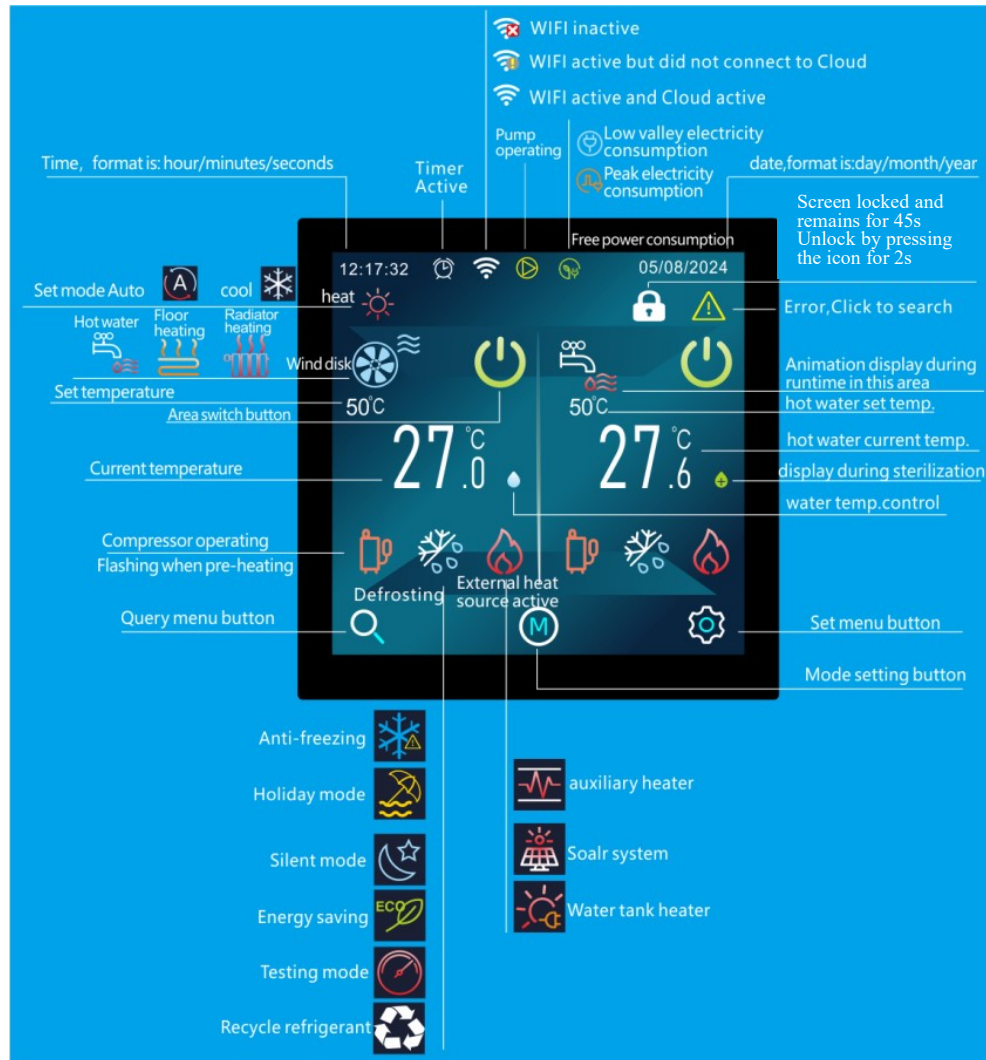 WIFI inactive
WIFI active but did not connect to Cloud
WIFI active and Cloud active
Pump
operating
Low valley electricity
consumption
Peak electricity
consumption
Time, format is: hour/minutes/seconds
Timer
Active
date,format is:day/month/year
Screen locked and
remains for 45s
Unlock by pressing
the icon for 2s
Free power consumption
12:17:32
05/08/2024
Set mode Auto
A
cool
heat
Error,Click to search
Hot water
Floor
heating
Radiator
heating
Wind disk
Animation display during
runtime in this area
Set temperature
50°C
50°C
hot water set temp.
Area switch button
27.0 °C
27.6 °C
hot water current temp.
Current temperature
display during sterilization
water temp.control
Compressor operating
Flashing when pre-heating
Defrosting
External heat
source active
Query menu button
M
Set menu button
Mode setting button
Anti-freezing
Holiday mode
Silent mode
ECO
Energy saving
Testing mode
Recycle refrigerant
auxiliary heater
Soalr system
Water tank heater